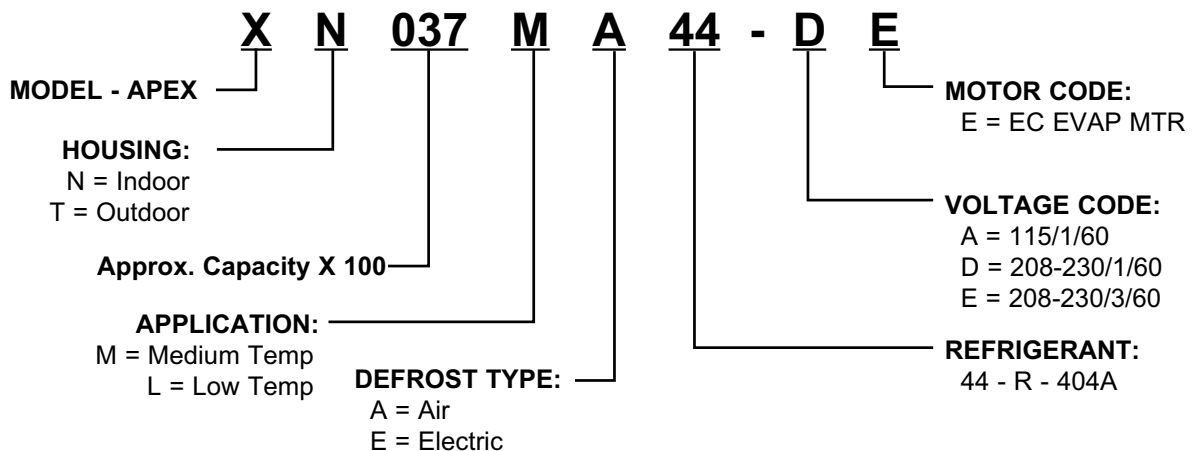 X N 037 M A 44 - D E
MODEL - APEX
HOUSING:
N = Indoor
T = Outdoor
Approx. Capacity X 100
APPLICATION:
M = Medium Temp
L = Low Temp
DEFROST TYPE:
A = Air
E = Electric
MOTOR CODE:
E = EC EVAP MTR
VOLTAGE CODE:
A = 115/1/60
D = 208-230/1/60
E = 208-230/3/60
REFRIGERANT:
44 - R - 404A